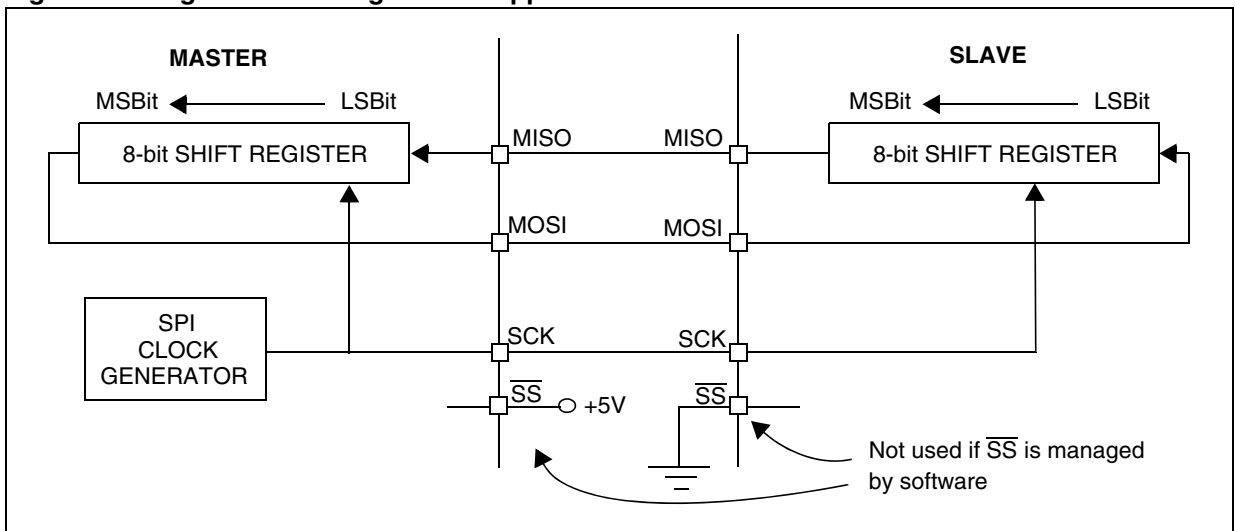 MASTER
SLAVE
MSBit
LSBit
MSBit
LSBit
8-bit SHIFT REGISTER
MISO
MISO
8-bit SHIFT REGISTER
MOSI
MOSI
SPI
CLOCK
GENERATOR
SCK
SCK
SS
+5V
SS
Not used if SS is managed
by software